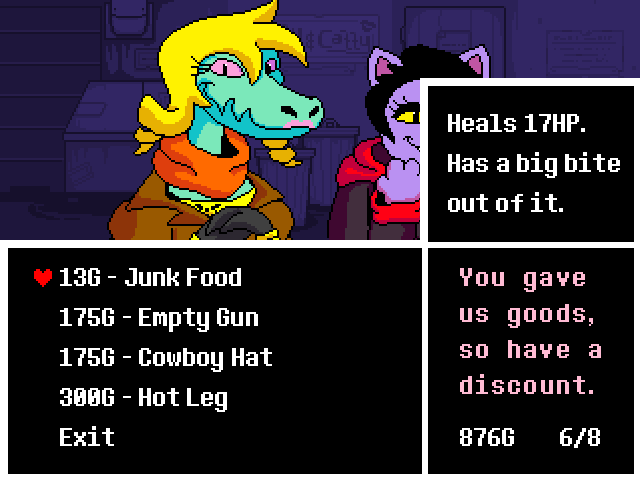 Heals 17HP.
Has a big bite
out of it.
13G - Junk Food
175G - Empty Gun
175G - Cowboy Hat
300G - Hot Leg
Exit
You gave
us goods,
so have a
discount.
876G 6/8